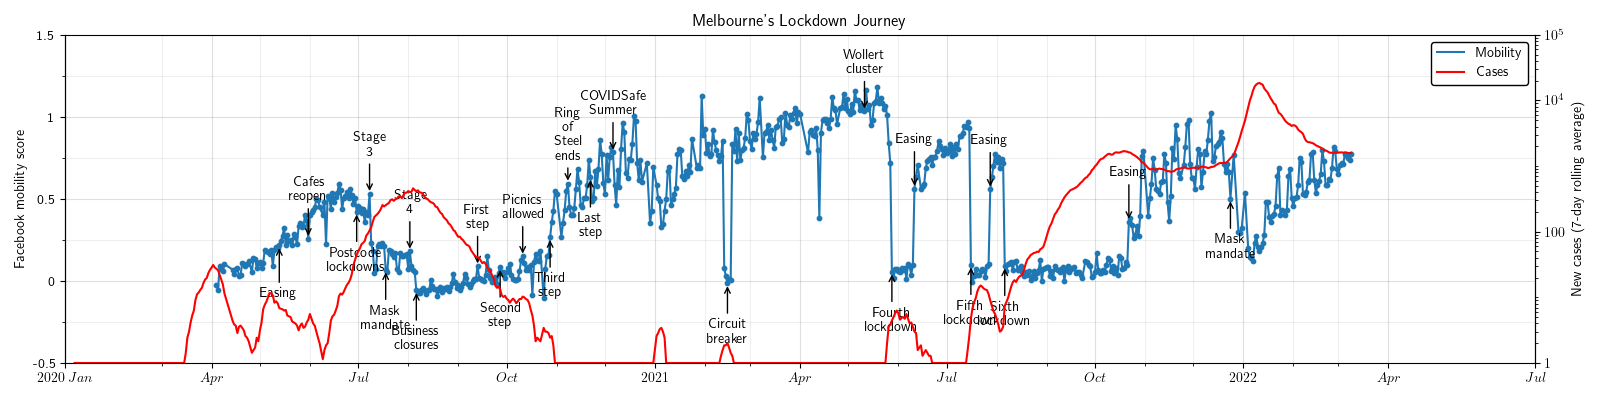 Melbourne's Lockdown Journey
Facebook mobility score
1.5
1
0.5
0
-0.5
Mobility
Cases
10^5
10^4
100
1
New cases (7-day rolling average)
Easing
Cafes
reopen
Postcode
lockdowns
Stage
3
Mask
mandate
Stage
4
Business
closures
First
step
Second
step
Picnics
allowed
Third
step
Ring
of
Steel
ends
Last
step
COVIDSafe
Summer
Circuit
breaker
Wollert
cluster
Fourth
lockdown
Easing
Fifth
lockdown
Easing
Sixth
lockdown
Easing
Mask
mandate
2020 Jan
Apr
Jul
Oct
2021
Apr
Jul
Oct
2022
Apr
Jul